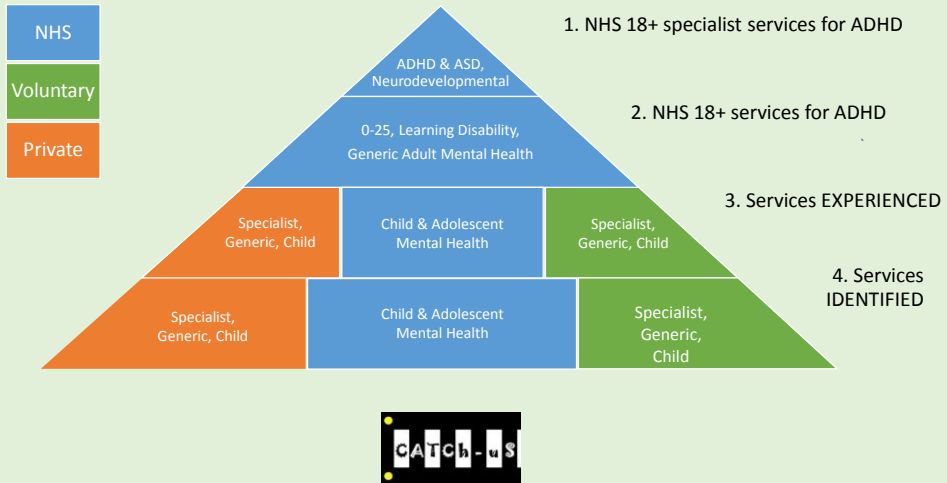 NHS
Voluntary
Private
1. NHS 18+ specialist services for ADHD
ADHD & ASD,
Neurodevelopmental
2. NHS 18+ services for ADHD
0-25, Learning Disability,
Generic Adult Mental Health
3. Services EXPERIENCED
Specialist,
Generic, Child
Child & Adolescent
Mental Health
Specialist,
Generic, Child
4. Services
IDENTIFIED
Specialist,
Generic, Child
Child & Adolescent
Mental Health
Specialist,
Generic,
Child
CATCh-uS